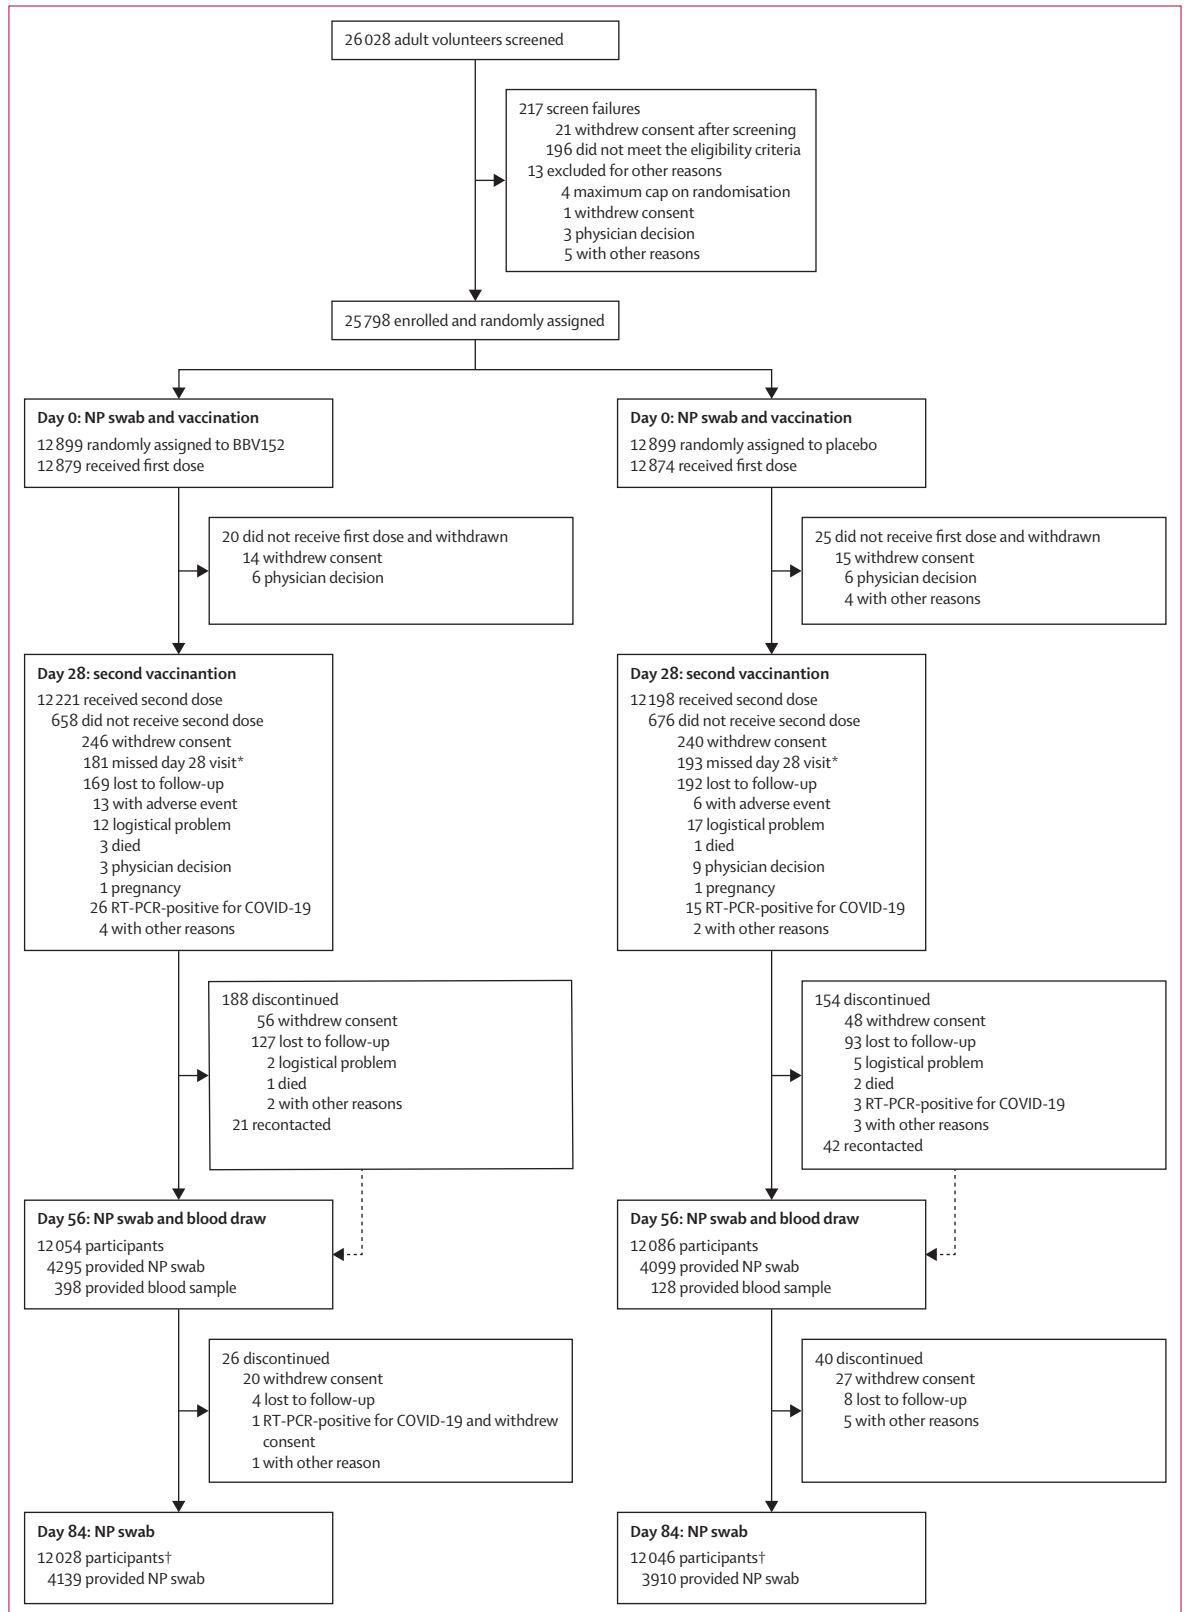 26 028 adult volunteers screened
217 screen failures
21 withdrew consent after screening
196 did not meet the eligibility criteria
13 excluded for other reasons
4 maximum cap on randomisation
1 withdrew consent
3 physician decision
5 with other reasons
25 798 enrolled and randomly assigned
Day 0: NP swab and vaccination
12 899 randomly assigned to BBV152
12 879 received first dose
Day 0: NP swab and vaccination
12 899 randomly assigned to placebo
12 874 received first dose
20 did not receive first dose and withdrawn
14 withdrew consent
6 physician decision
25 did not receive first dose and withdrawn
15 withdrew consent
6 physician decision
4 with other reasons
Day 28: second vaccinantion
12 221 received second dose
658 did not receive second dose
246 withdrew consent
181 missed day 28 visit*
169 lost to follow-up
13 with adverse event
12 logistical problem
3 died
3 physician decision
1 pregnancy
26 RT-PCR-positive for COVID-19
4 with other reasons
Day 28: second vaccinantion
12 198 received second dose
676 did not receive second dose
240 withdrew consent
193 missed day 28 visit*
192 lost to follow-up
6 with adverse event
17 logistical problem
1 died
9 physician decision
1 pregnancy
15 RT-PCR-positive for COVID-19
2 with other reasons
188 discontinued
56 withdrew consent
127 lost to follow-up
2 logistical problem
1 died
2 with other reasons
21 recontacted
154 discontinued
48 withdrew consent
93 lost to follow-up
5 logistical problem
2 died
3 RT-PCR-positive for COVID-19
3 with other reasons
42 recontacted
Day 56: NP swab and blood draw
12 054 participants
4295 provided NP swab
398 provided blood sample
Day 56: NP swab and blood draw
12 086 participants
4099 provided NP swab
128 provided blood sample
26 discontinued
20 withdrew consent
4 lost to follow-up
1 RT-PCR-positive for COVID-19 and withdrew
consent
1 with other reason
40 discontinued
27 withdrew consent
8 lost to follow-up
5 with other reasons
Day 84: NP swab
12 028 participants†
4139 provided NP swab
Day 84: NP swab
12 046 participants†
3910 provided NP swab